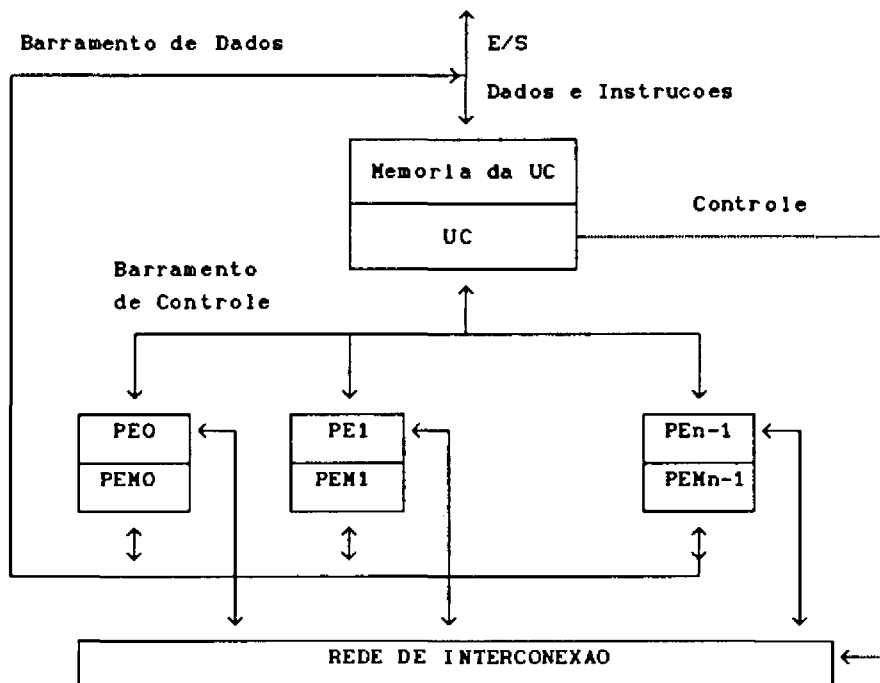 Barramento de Dados
E/S
Dados e Instrucoes
Memoria da UC
UC
Controle
Barramento
de Controle
PE0
PE1
PEn-1
PEM0
PEM1
PEMn-1
REDE DE INTERCONEXAO